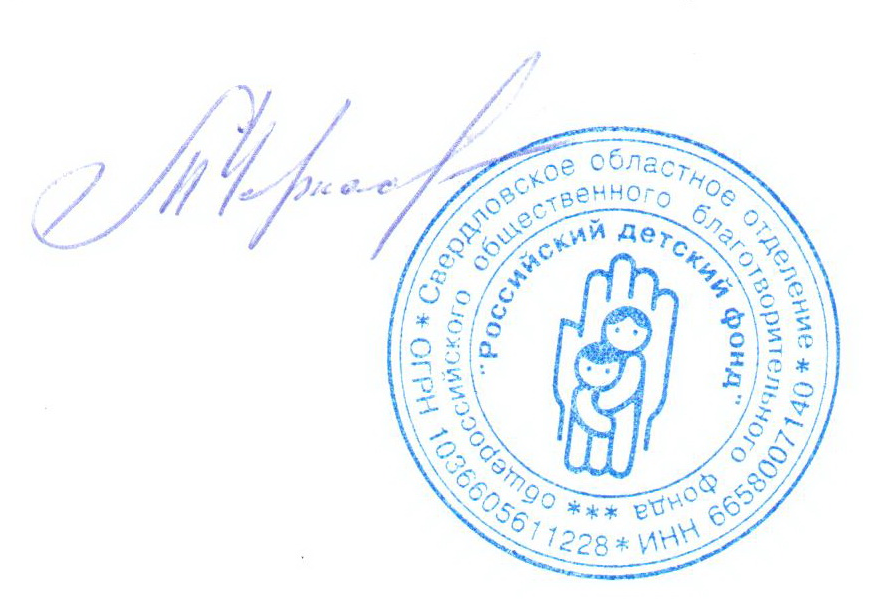 * Свердловское областное отделение * ИНН 6658007140 * ОГРН 1036605611228
общероссийского общественного благотворительного фонда ***
"Российский детский фонд"